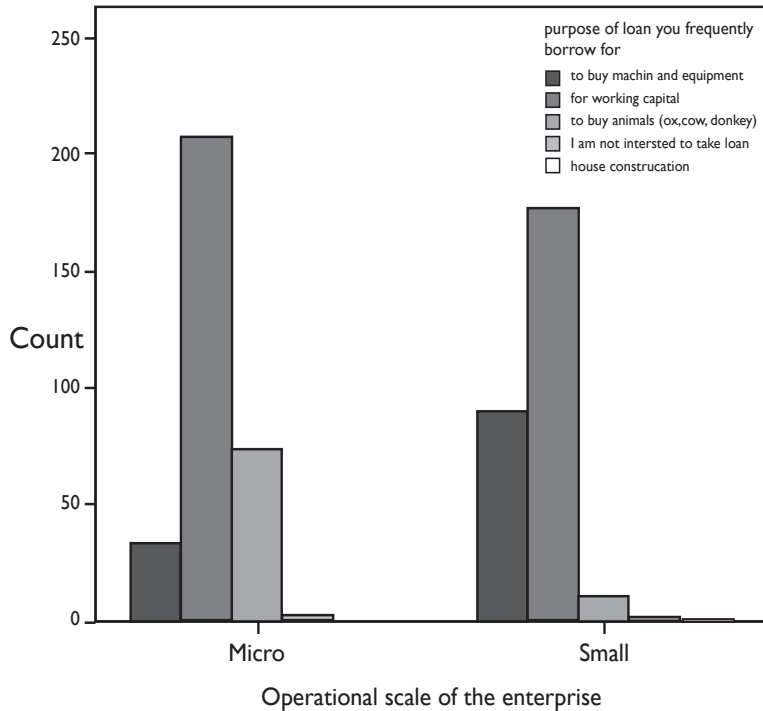 purpose of loan you frequently
borrow for
to buy machin and equipment
for working capital
to buy animals (ox,cow, donkey)
I am not intersted to take loan
house construcation
250
200
150
Count
100
50
0
Micro Small
Operational scale of the enterprise